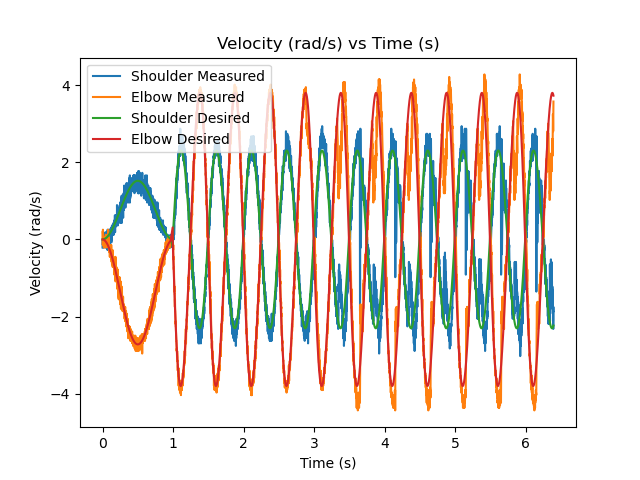 Velocity (rad/s) vs Time (s)
Shoulder Measured
Elbow Measured
Shoulder Desired
Elbow Desired
4
2
0
−2
−4
Velocity (rad/s)
0 1 2 3 4 5 6
Time (s)